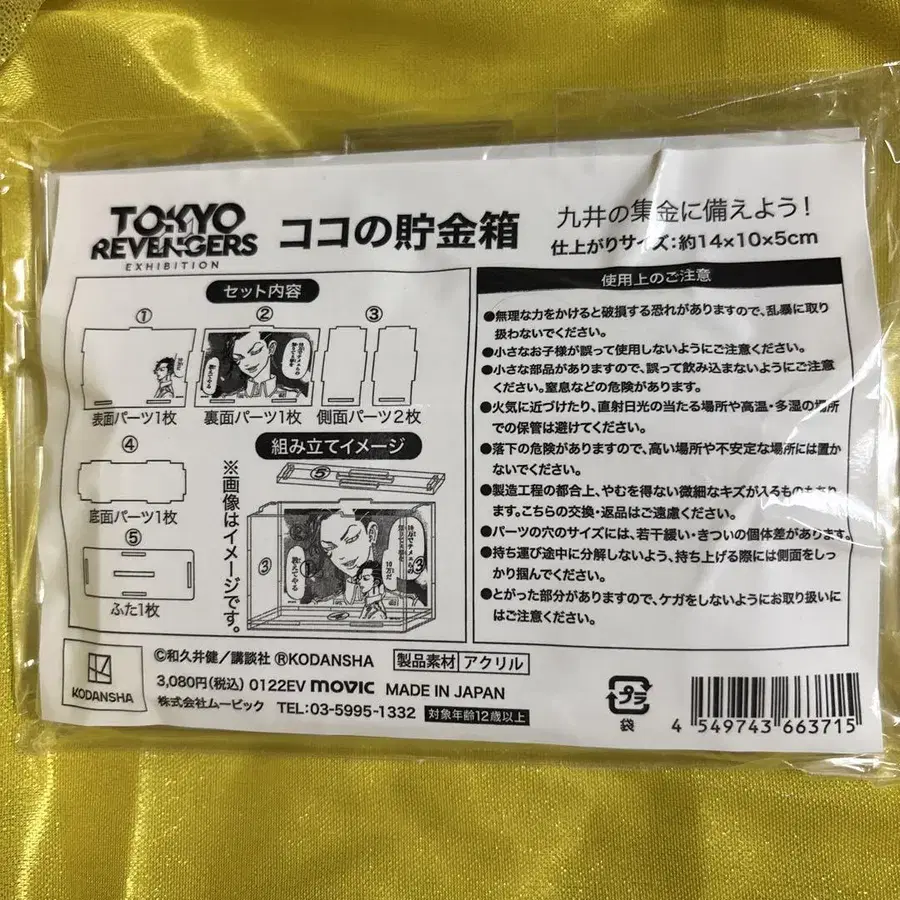 TOKYO
REVENGERS
EXHIBITION
ココの貯金箱
九井の集金に備えよう!
仕上がりサイズ:約14×10×5cm
セット内容
① ② ③
表面パーツ1枚 裏面パーツ1枚 側面パーツ2枚
④
底面パーツ1枚
⑤
ふた1枚
組み立てイメージ
※画像はイメージです。
⑤
③ ① ③
10万だ
教えてやる
使用上のご注意
●無理な力をかけると破損する恐れがありますので、乱暴に取り
扱わないでください。
●小さなお子様が誤って使用しないようにご注意ください。
●小さな部品がありますので、誤って飲み込まないようにご注意
ください。窒息などの危険があります。
●火気に近づけたり、直射日光の当たる場所や高温・多湿の場所
での保管は避けてください。
●落下の危険がありますので、高い場所や不安定な場所には置か
ないでください。
●製造工程の都合上、やむを得ない微細なキズが入るものもあり
ます。こちらの交換・返品はご遠慮ください。
●パーツの穴のサイズには、若干緩い・きついの個体差があります。
●持ち運び途中に分解しないよう、持ち上げる際には側面をしっ
かり掴んでください。
●とがった部分がありますので、ケガをしないようにお取り扱いに
はご注意ください。
KODANSHA
©和久井健/講談社 ®KODANSHA 製品素材 アクリル
3,080円(税込) 0122EV movic MADE IN JAPAN
株式会社ムービック TEL:03-5995-1332 対象年齢12歳以上
プラ
袋
4 549743 663715